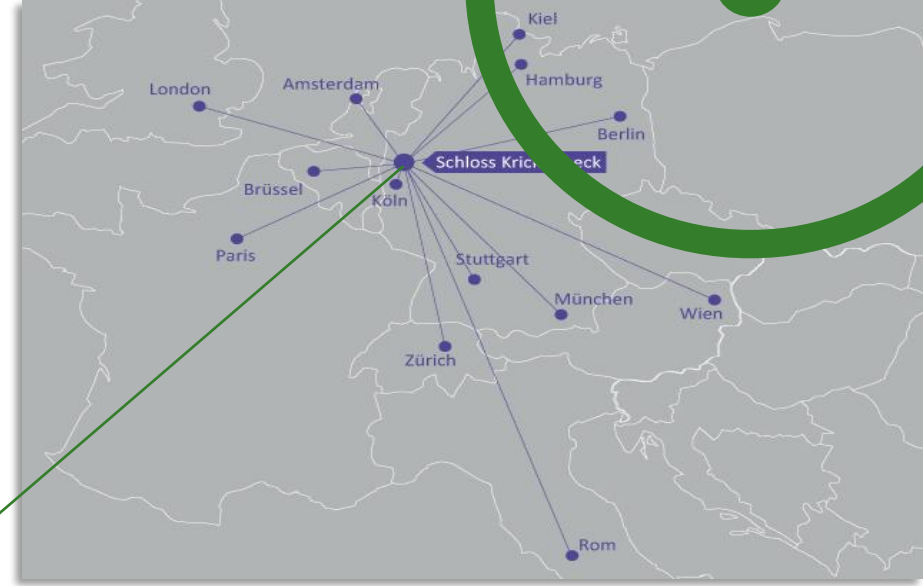 Kiel
London
Amsterdam
Hamburg
Berlin
Schloss
Brüssel
Köln
Paris
Stuttgart
München
Wien
Zürich
Rom